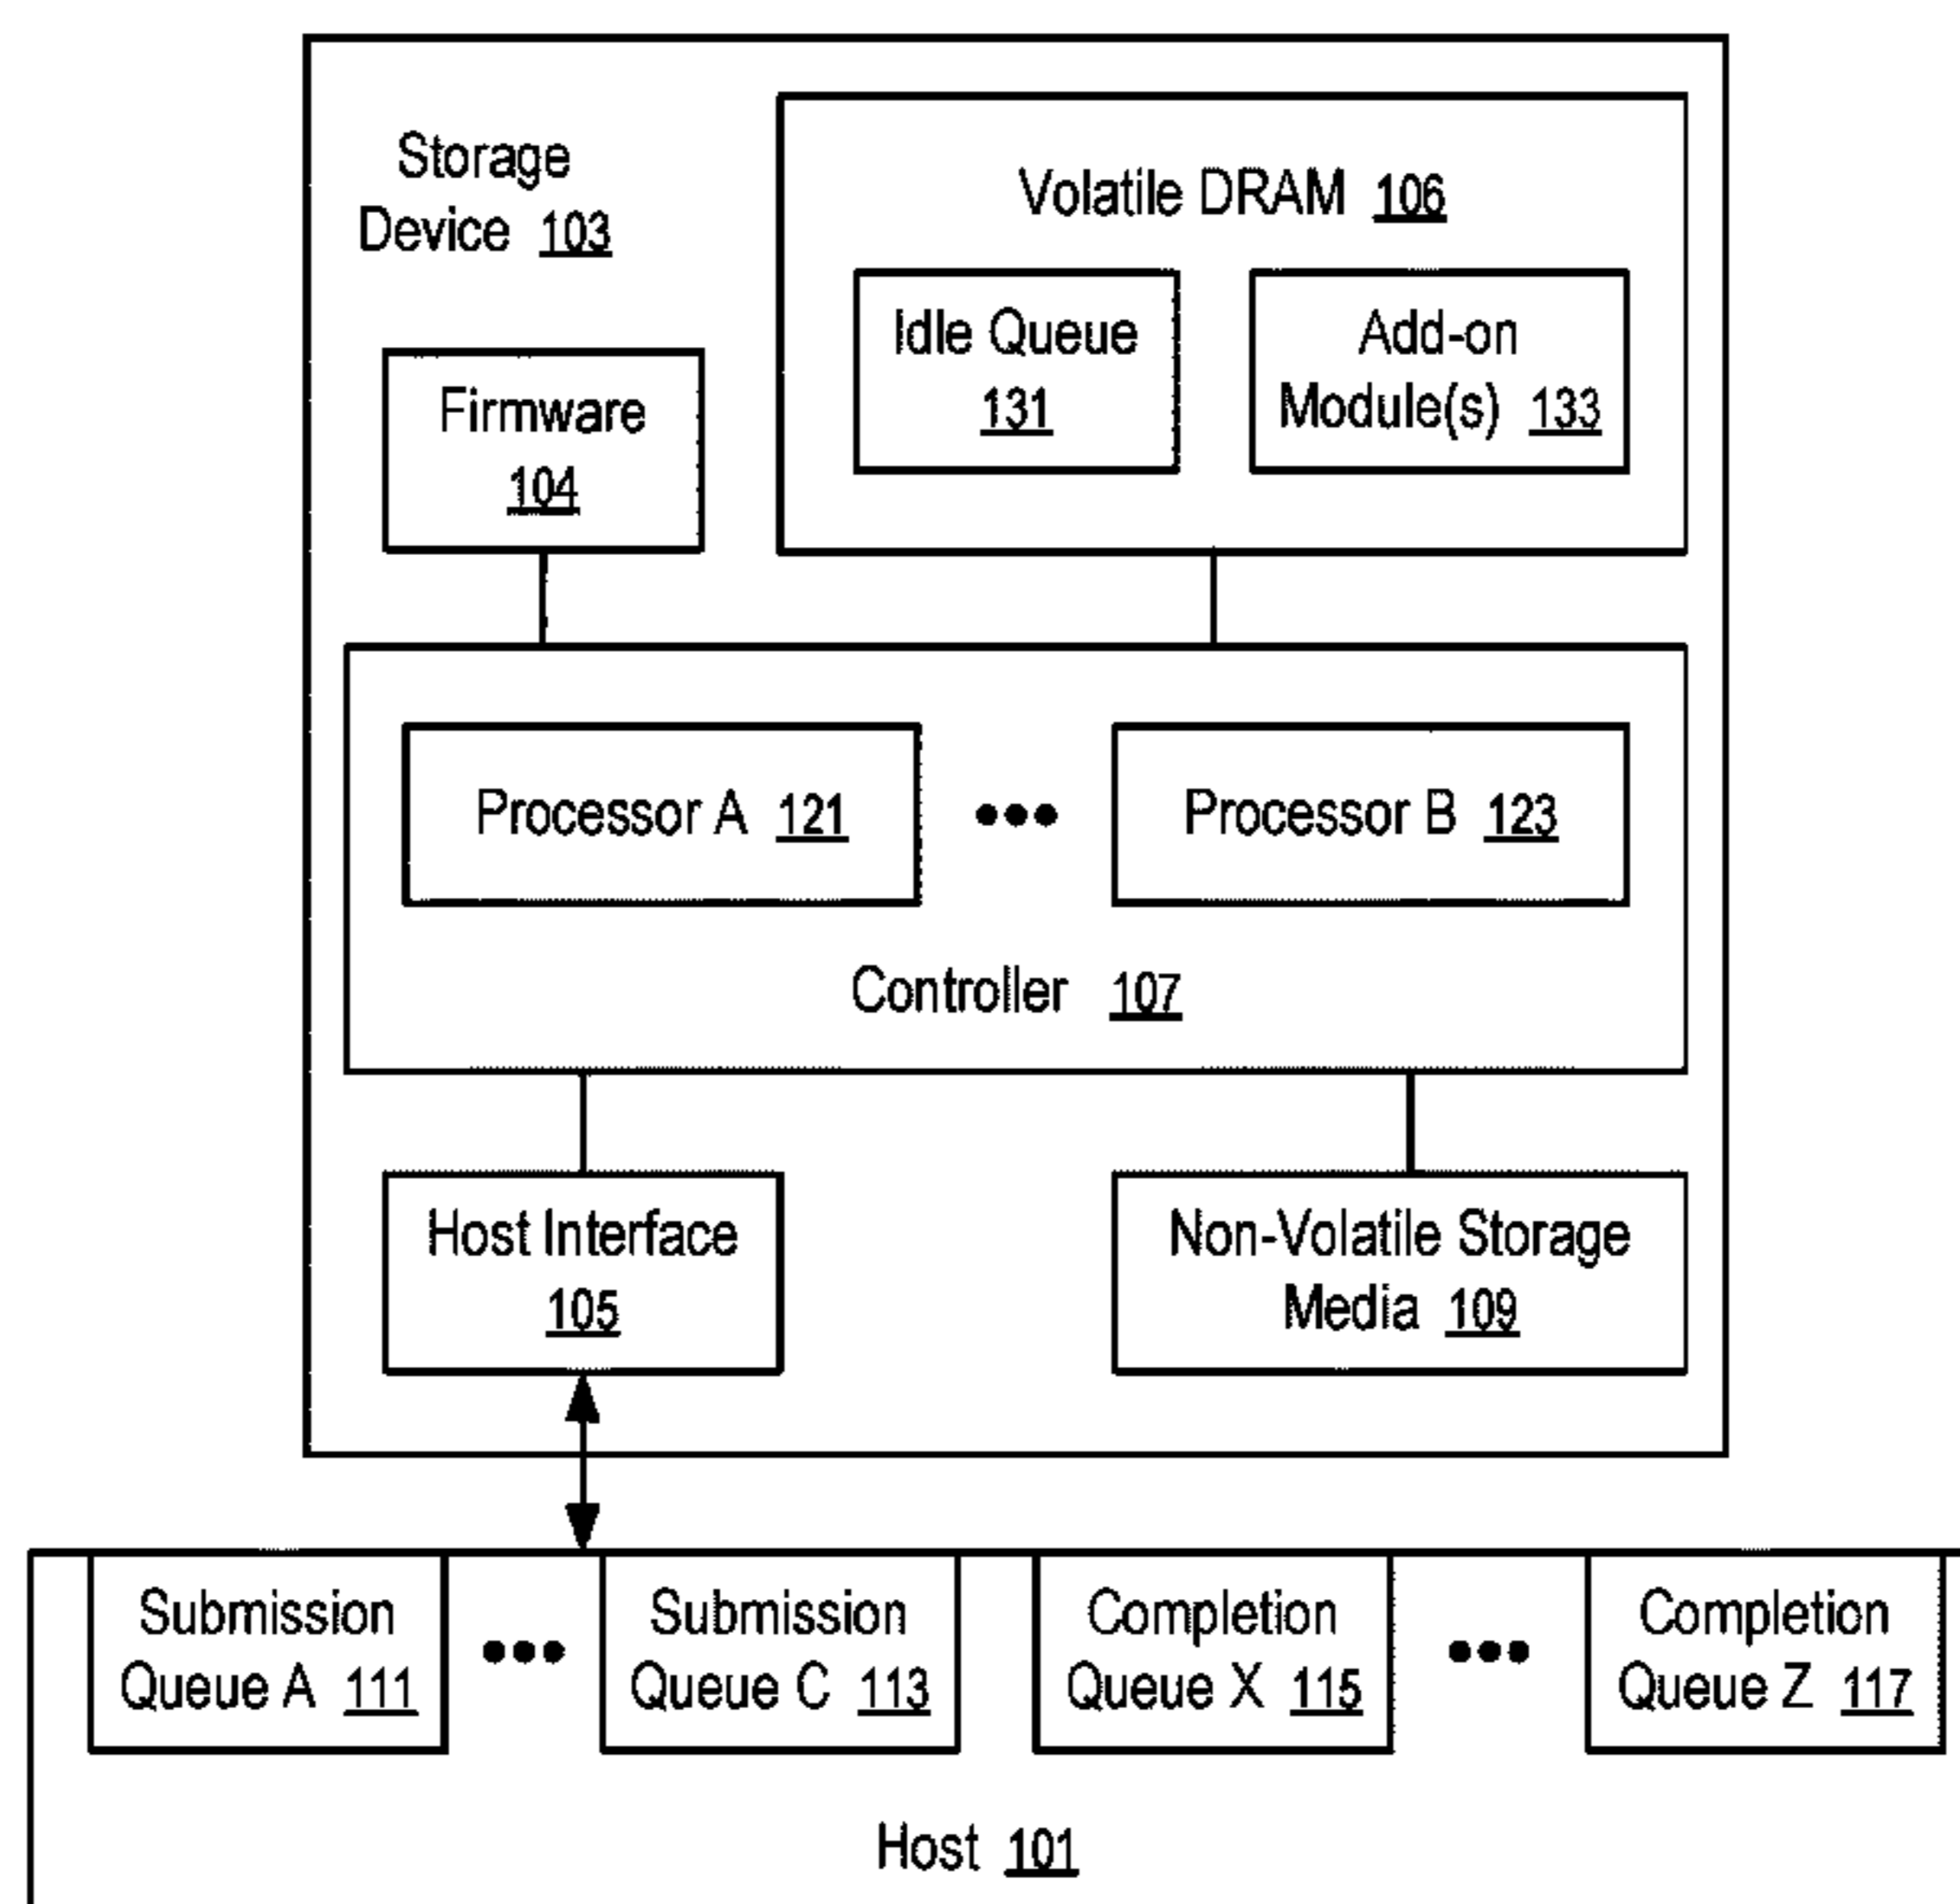 Storage
Device 103
Volatile DRAM 106
Idle Queue
131
Add-on
Module(s) 133
Firmware
104
Processor A 121
Processor B 123
Controller 107
Host Interface
105
Non-Volatile Storage
Media 109
Submission
Queue A 111
Submission
Queue C 113
Completion
Queue X 115
Completion
Queue Z 117
Host 101